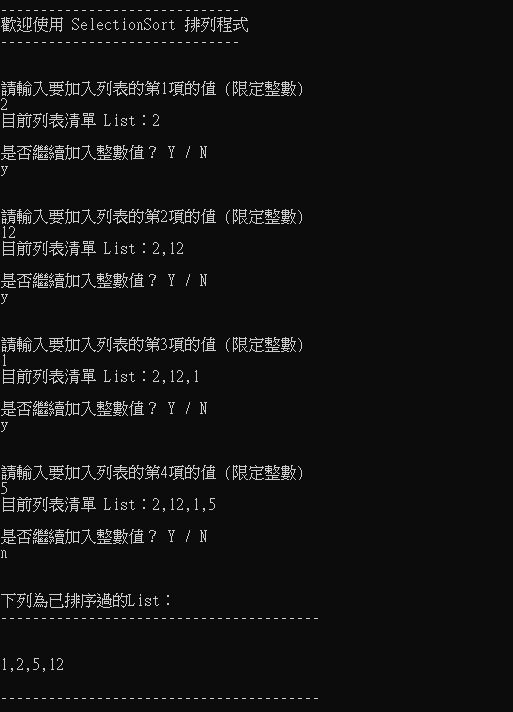 ------------------------------
歡迎使用 SelectionSort 排列程式
------------------------------
請輸入要加入列表的第1項的值 (限定整數)
2
目前列表清單 List：2
是否繼續加入整數值？ Y / N
y
請輸入要加入列表的第2項的值 (限定整數)
12
目前列表清單 List：2,12
是否繼續加入整數值？ Y / N
y
請輸入要加入列表的第3項的值 (限定整數)
1
目前列表清單 List：2,12,1
是否繼續加入整數值？ Y / N
y
請輸入要加入列表的第4項的值 (限定整數)
5
目前列表清單 List：2,12,1,5
是否繼續加入整數值？ Y / N
n
下列為已排序過的List：
----------------------------------------
1,2,5,12
----------------------------------------